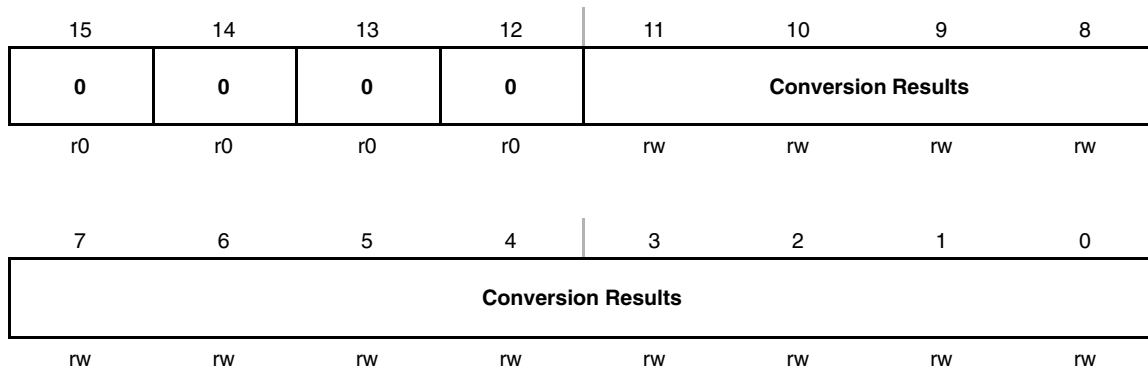 15 14 13 12 11 10 9 8
0 0 0 0 Conversion Results
r0 r0 r0 r0 rw rw rw rw
7 6 5 4 3 2 1 0
Conversion Results
rw rw rw rw rw rw rw rw